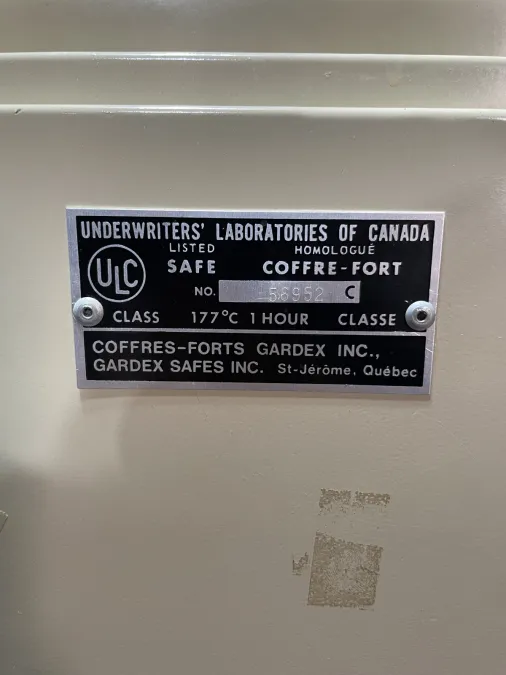 UNDERWRITERS' LABORATORIES OF CANADA
LISTED HOMOLOGUÉ
ULC SAFE COFFRE-FORT
NO. 56952 C
CLASS 177°C 1 HOUR CLASSE
COFFRES-FORTS GARDEX INC.,
GARDEX SAFES INC. St-Jérôme, Québec